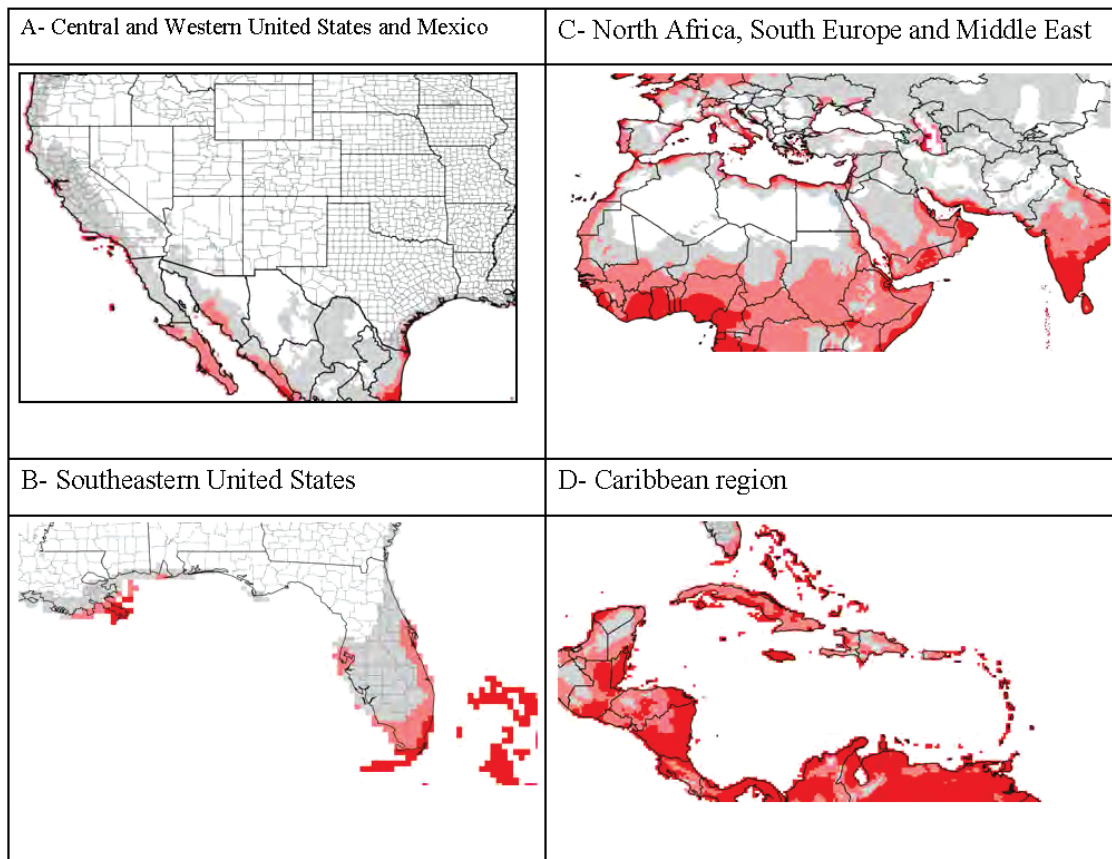 A- Central and Western United States and Mexico
C- North Africa, South Europe and Middle East
B- Southeastern United States
D- Caribbean region